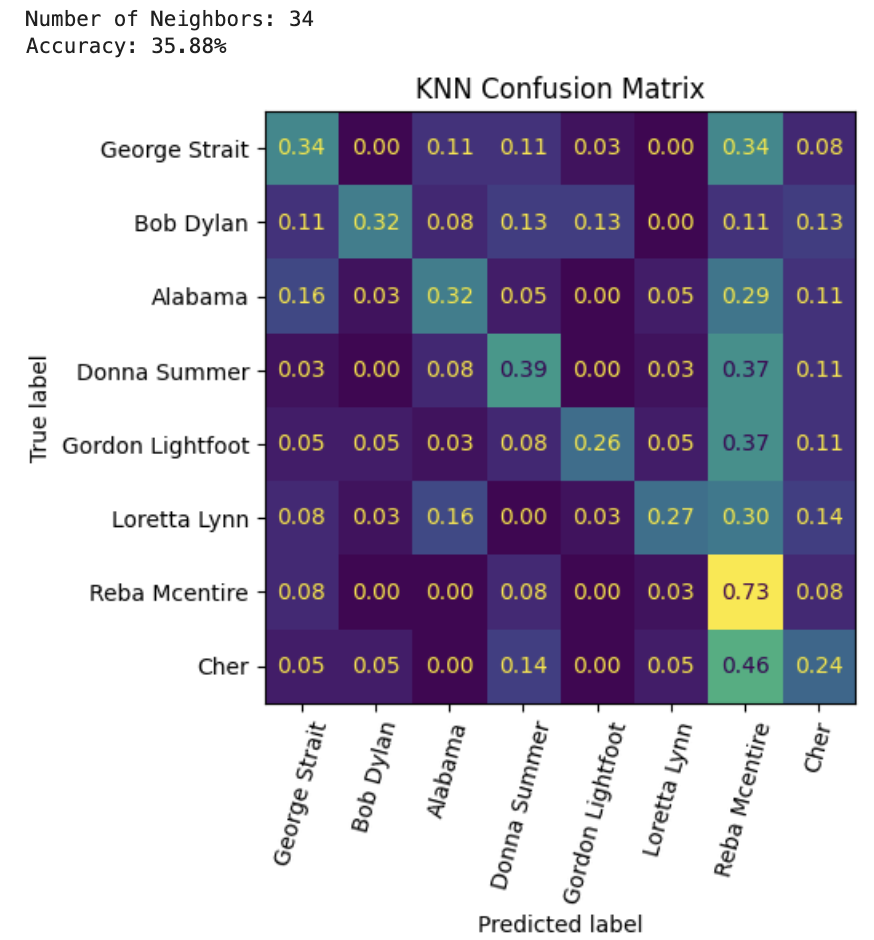 Number of Neighbors: 34
Accuracy: 35.88%
KNN Confusion Matrix
George Strait 0.34 0.00 0.11 0.11 0.03 0.00 0.34 0.08
Bob Dylan 0.11 0.32 0.08 0.13 0.13 0.00 0.11 0.13
Alabama 0.16 0.03 0.32 0.05 0.00 0.05 0.29 0.11
Donna Summer 0.03 0.00 0.08 0.39 0.00 0.03 0.37 0.11
Gordon Lightfoot 0.05 0.05 0.03 0.08 0.26 0.05 0.37 0.11
Loretta Lynn 0.08 0.03 0.16 0.00 0.03 0.27 0.30 0.14
Reba Mcentire 0.08 0.00 0.00 0.08 0.00 0.03 0.73 0.08
Cher 0.05 0.05 0.00 0.14 0.00 0.05 0.46 0.24
True label
George Strait
Bob Dylan
Alabama
Donna Summer
Gordon Lightfoot
Loretta Lynn
Reba Mcentire
Cher
Predicted label